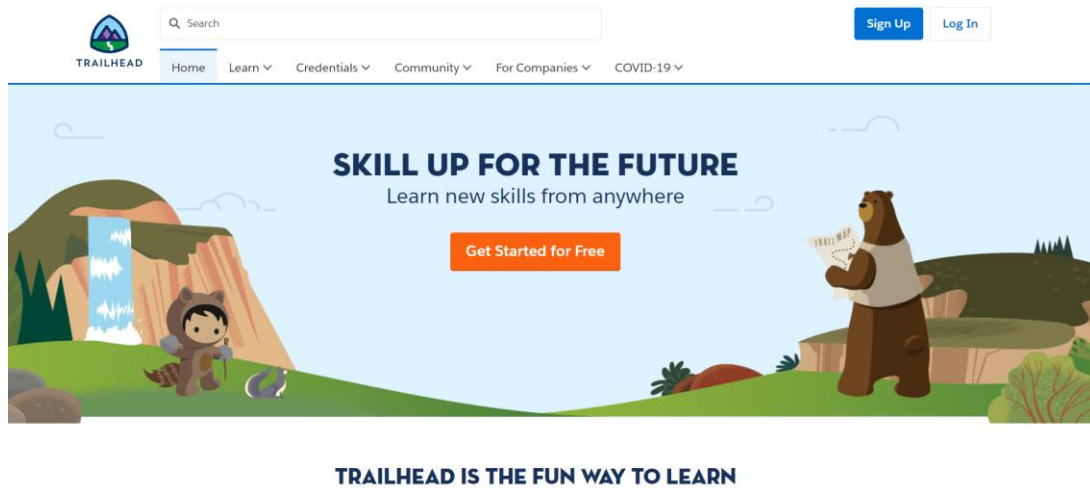 Search
Sign Up
Log In
TRAILHEAD
Home
Learn
Credentials
Community
For Companies
COVID-19
SKILL UP FOR THE FUTURE
Learn new skills from anywhere
Get Started for Free
TRAIL MAP
TRAILHEAD IS THE FUN WAY TO LEARN